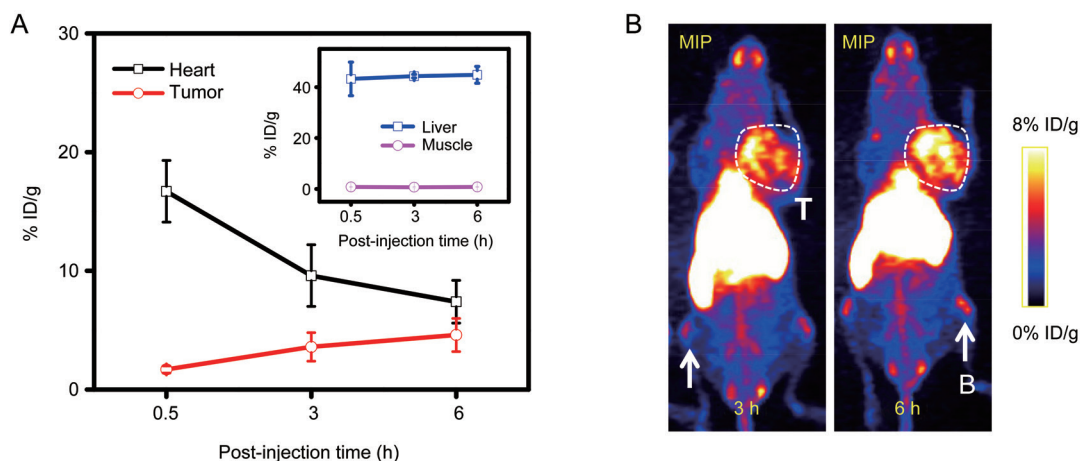 A
30
20
10
0
% ID/g
Heart
Tumor
40
20
0
% ID/g
Liver
Muscle
0.5 3 6
Post-injection time (h)
0.5 3 6
Post-injection time (h)
B
MIP
MIP
T
B
3 h
6 h
8% ID/g
0% ID/g